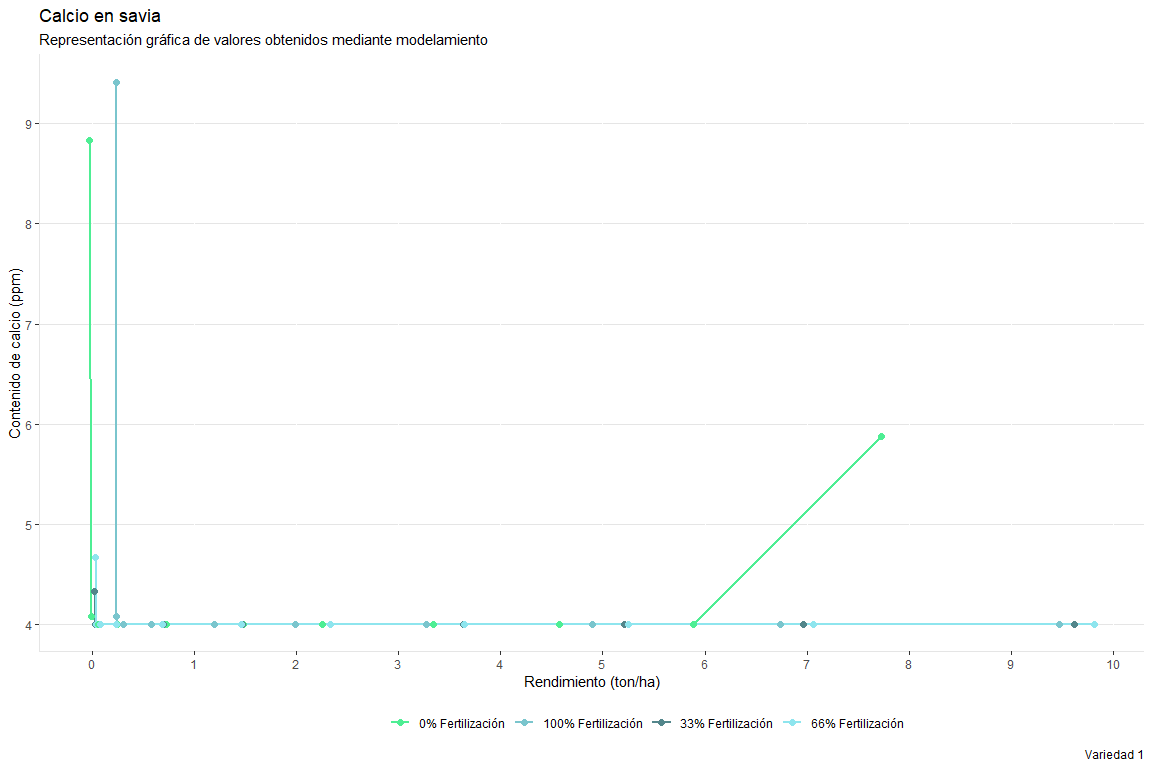 Calcio en savia
Representación gráfica de valores obtenidos mediante modelamiento
Contenido de calcio (ppm)
9
8
7
6
5
4
0 1 2 3 4 5 6 7 8 9 10
Rendimiento (ton/ha)
0% Fertilización 100% Fertilización 33% Fertilización 66% Fertilización
Variedad 1